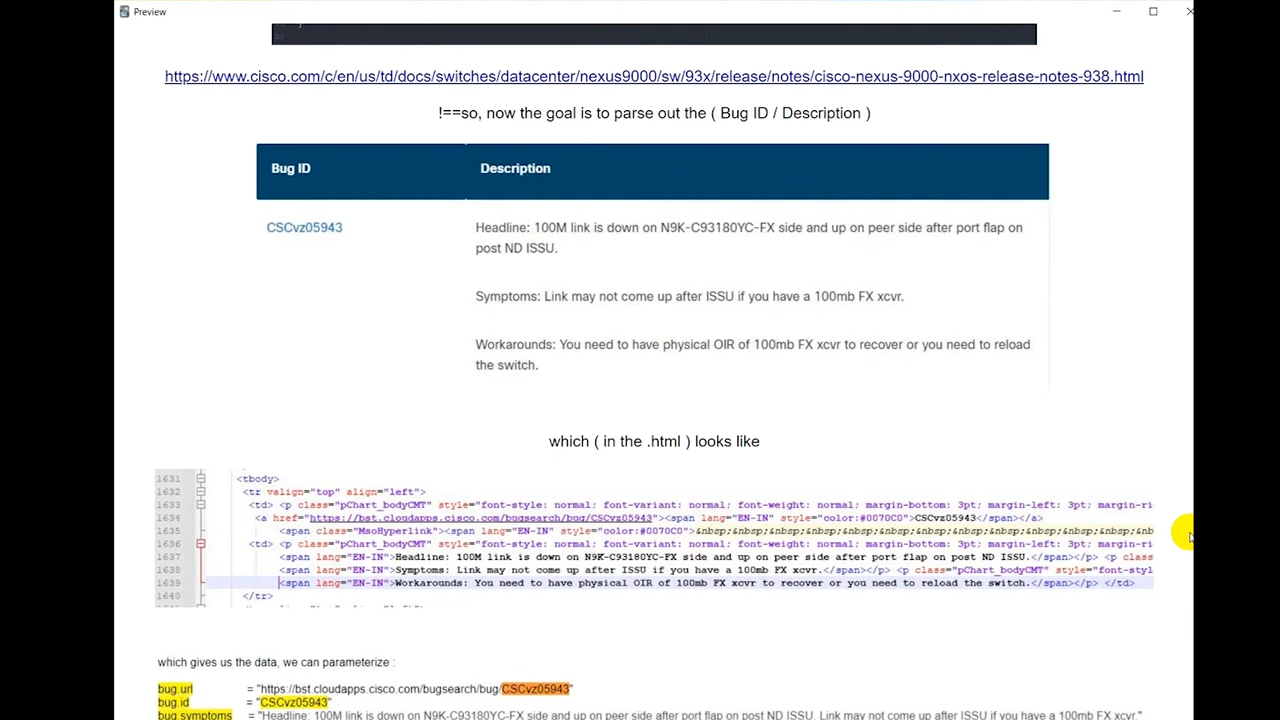 Preview
https://www.cisco.com/c/en/us/td/docs/switches/datacenter/nexus9000/sw/93x/release/notes/cisco-nexus-9000-nxos-release-notes-938.html
!==so, now the goal is to parse out the ( Bug ID / Description )
Bug ID Description
CSCvz05943 Headline: 100M link is down on N9K-C93180YC-FX side and up on peer side after port flap on
post ND ISSU.
Symptoms: Link may not come up after ISSU if you have a 100mb FX xcvr.
Workarounds: You need to have physical OIR of 100mb FX xcvr to recover or you need to reload
the switch.
which ( in the .html ) looks like
1631 <tbody>
1632 <tr valign="top" align="left">
1633 <td> <p class="pChart_bodyCMT" style="font-style: normal; font-variant: normal; font-weight: normal; margin-bottom: 3pt; margin-left: 3pt; margin-ri
1634 <a href="https://bst.cloudapps.cisco.com/bugsearch/bug/CSCvz05943"><span lang="EN-IN" style="color:#0070C0">CSCvz05943</span></a>
1635 <span class="MsoHyperlink"><span lang="EN-IN" style="color:#0070C0">&nbsp;&nbsp;&nbsp;&nbsp;&nbsp;&nbsp;&nbsp;&nbsp;&nbsp;&nbsp;&nbsp;&nb
1636 <td> <p class="pChart_bodyCMT" style="font-style: normal; font-variant: normal; font-weight: normal; margin-bottom: 3pt; margin-left: 3pt; margin-ri
1637 <span lang="EN-IN">Headline: 100M link is down on N9K-C93180YC-FX side and up on peer side after port flap on post ND ISSU.</span></p> <p class
1638 <span lang="EN-IN">Symptoms: Link may not come up after ISSU if you have a 100mb FX xcvr.</span></p> <p class="pChart_bodyCMT" style="font-styl
1639 <span lang="EN-IN">Workarounds: You need to have physical OIR of 100mb FX xcvr to recover or you need to reload the switch.</span></p> </td>
1640 </tr>
which gives us the data, we can parameterize :
bug.url = "https://bst.cloudapps.cisco.com/bugsearch/bug/CSCvz05943"
bug.id = "CSCvz05943"
bug.symptoms = "Headline: 100M link is down on N9K-C93180YC-FX side and up on peer side after port flap on post ND ISSU. Link may not come up after ISSU if you have a 100mb FX xcvr."